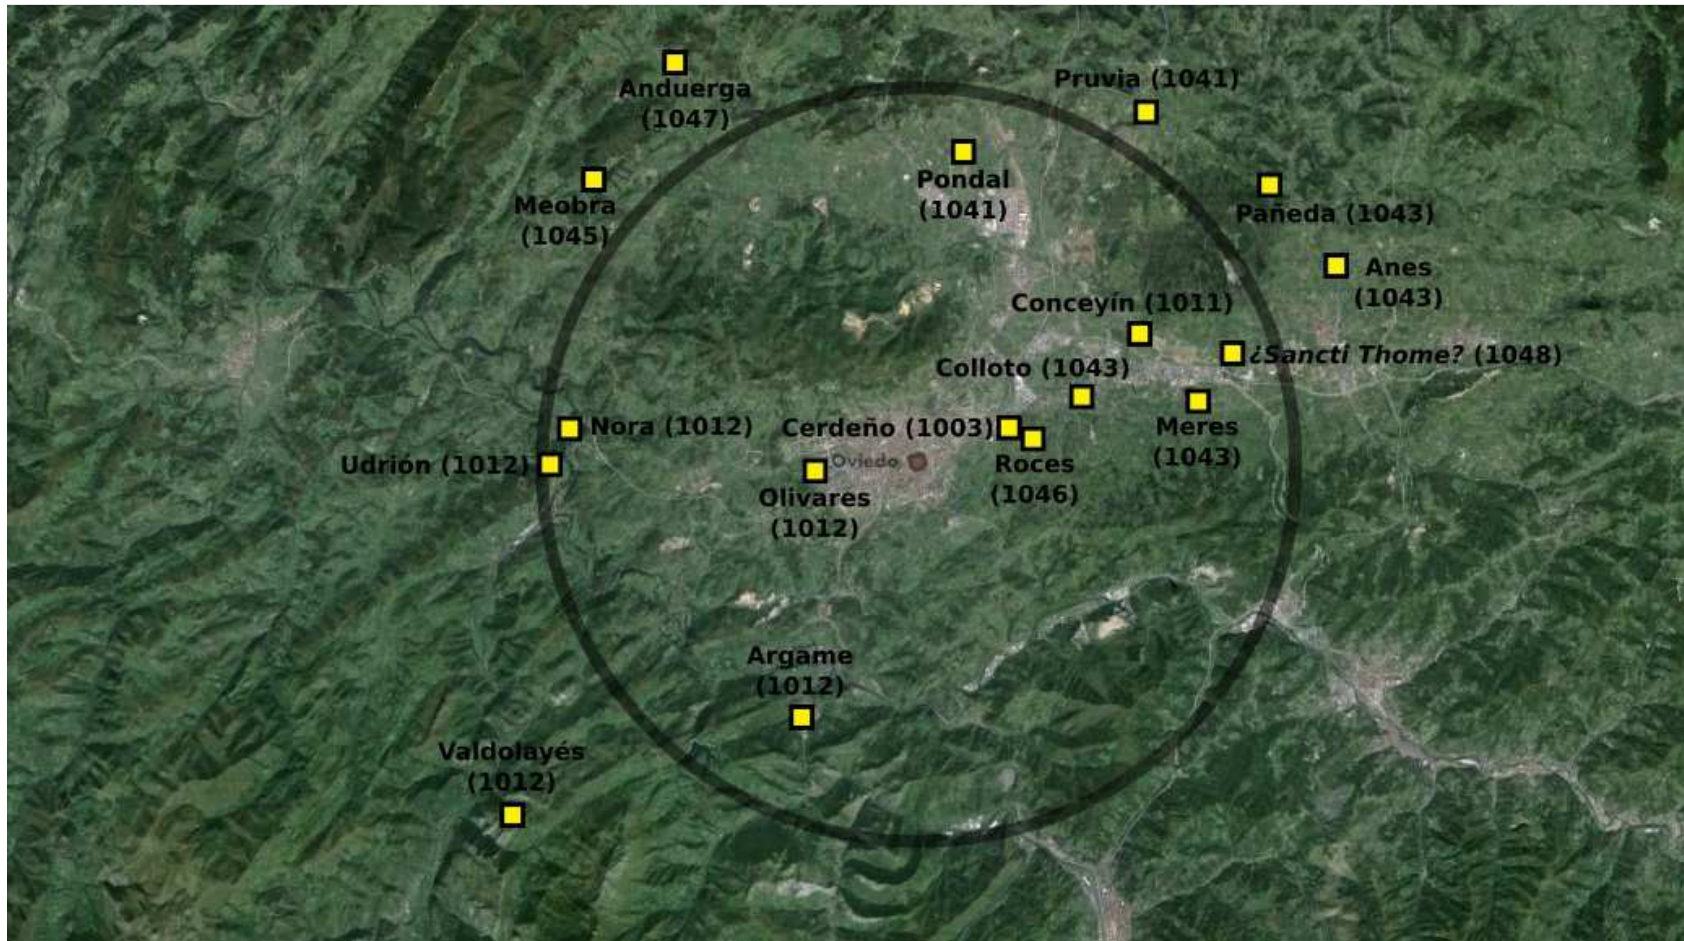 Pruvia (1041)
Anduerga
(1047)
Pondal
(1041)
Meobra
(1045)
Pañeda (1043)
Anes
(1043)
Conceyín (1011)
¿Sancti Thome? (1048)
Colloto (1043)
Nora (1012)
Cerdeño (1003)
Meres
(1043)
Udrión (1012)
Oviedo
Roces
(1046)
Olivares
(1012)
Argame
(1012)
Valdolayés
(1012)